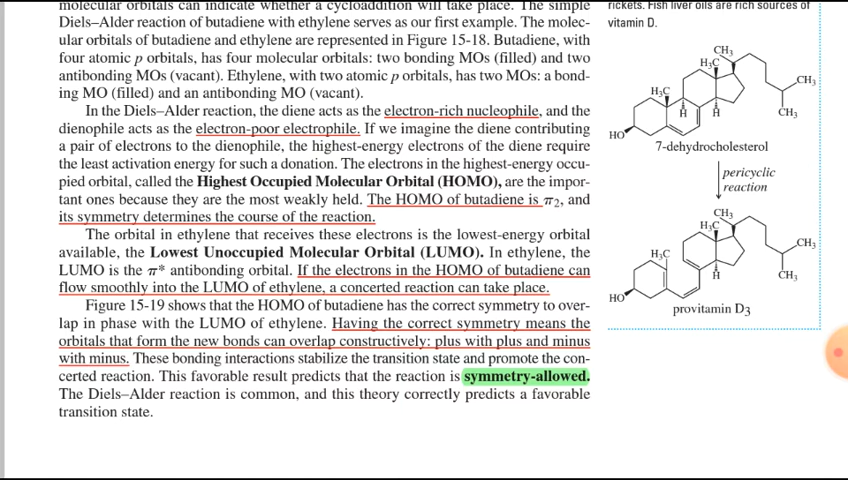 molecular orbitals can indicate whether a cycloaddition will take place. The simple
Diels–Alder reaction of butadiene with ethylene serves as our first example. The molec-
ular orbitals of butadiene and ethylene are represented in Figure 15-18. Butadiene, with
four atomic p orbitals, has four molecular orbitals: two bonding MOs (filled) and two
antibonding MOs (vacant). Ethylene, with two atomic p orbitals, has two MOs: a bond-
ing MO (filled) and an antibonding MO (vacant).
In the Diels–Alder reaction, the diene acts as the electron-rich nucleophile, and the
dienophile acts as the electron-poor electrophile. If we imagine the diene contributing
a pair of electrons to the dienophile, the highest-energy electrons of the diene require
the least activation energy for such a donation. The electrons in the highest-energy occu-
pied orbital, called the Highest Occupied Molecular Orbital (HOMO), are the impor-
tant ones because they are the most weakly held. The HOMO of butadiene is π₂, and
its symmetry determines the course of the reaction.
The orbital in ethylene that receives these electrons is the lowest-energy orbital
available, the Lowest Unoccupied Molecular Orbital (LUMO). In ethylene, the
LUMO is the π* antibonding orbital. If the electrons in the HOMO of butadiene can
flow smoothly into the LUMO of ethylene, a concerted reaction can take place.
Figure 15-19 shows that the HOMO of butadiene has the correct symmetry to over-
lap in phase with the LUMO of ethylene. Having the correct symmetry means the
orbitals that form the new bonds can overlap constructively: plus with plus and minus
with minus. These bonding interactions stabilize the transition state and promote the con-
certed reaction. This favorable result predicts that the reaction is symmetry-allowed.
The Diels–Alder reaction is common, and this theory correctly predicts a favorable
transition state.
rickets. Fish liver oils are rich sources of
vitamin D.
CH₃
H₃C
CH₃
H₃C
H
H
CH₃
HO
7-dehydrocholesterol
pericyclic
reaction
CH₃
H₃C
CH₃
H₃C
H
CH₃
HO
provitamin D3